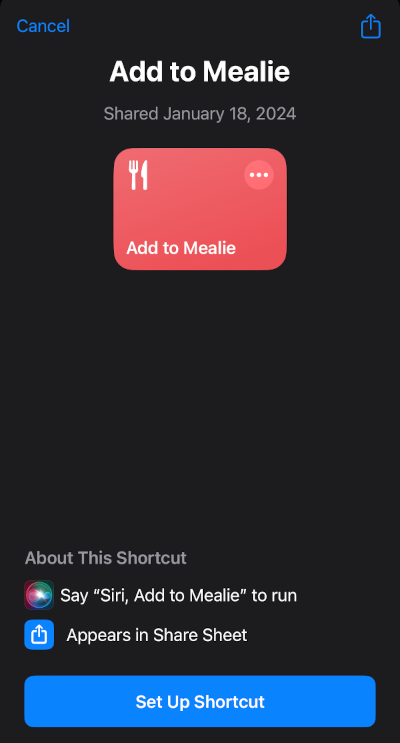 Cancel
Add to Mealie
Shared January 18, 2024
Add to Mealie
About This Shortcut
Say “Siri, Add to Mealie” to run
Appears in Share Sheet
Set Up Shortcut